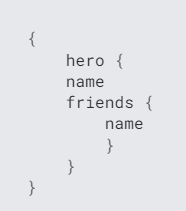 {
    hero {
    name
    friends {
        name
        }
    }
}